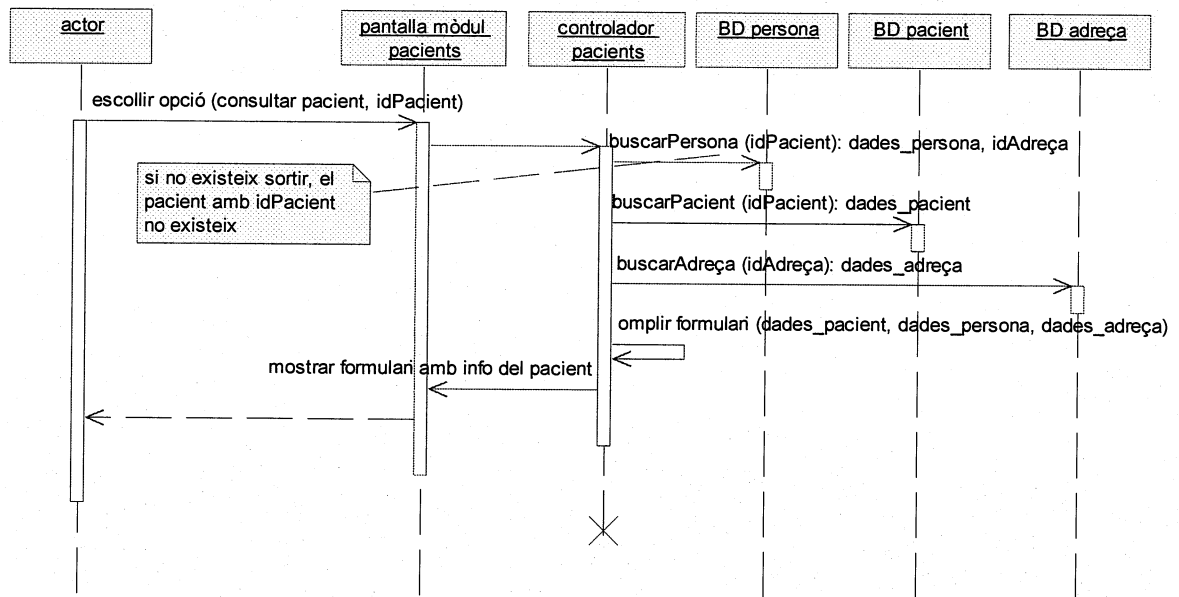 actor
pantalla mòdul
pacients
controlador
pacients
BD persona
BD pacient
BD adreça
escollir opció (consultar pacient, idPacient)
buscarPersona (idPacient): dades_persona, idAdreça
si no existeix sortir, el
pacient amb idPacient
no existeix
buscarPacient (idPacient): dades_pacient
buscarAdreça (idAdreça): dades_adreça
omplir formulari (dades_pacient, dades_persona, dades_adreça)
mostrar formulari amb info del pacient